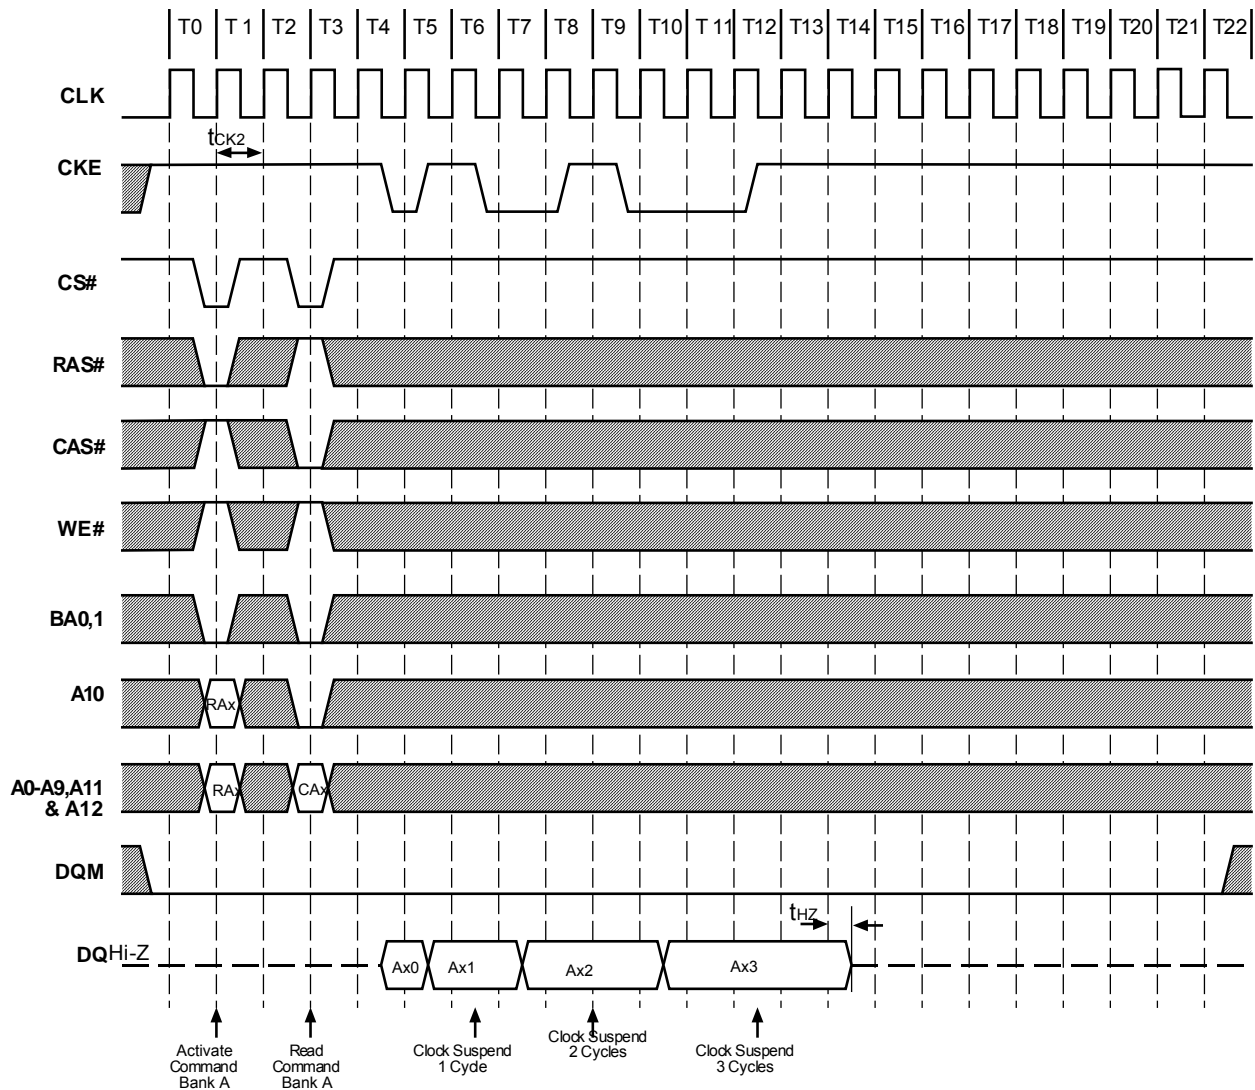 T0 T 1 T2 T3 T4 T5 T6 T7 T8 T9 T10 T 11 T12 T13 T14 T15 T16 T17 T18 T19 T20 T21 T22
CLK
tCK2
CKE
CS#
RAS#
CAS#
WE#
BA0,1
A10
RAx
A0-A9,A11
& A12
RAx CAx
DQM
tHZ
DQ Hi-Z
Ax0 Ax1 Ax2 Ax3
Activate
Command
Bank A
Read
Command
Bank A
Clock Suspend
1 Cyde
Clock Suspend
2 Cycles
Clock Suspend
3 Cycles